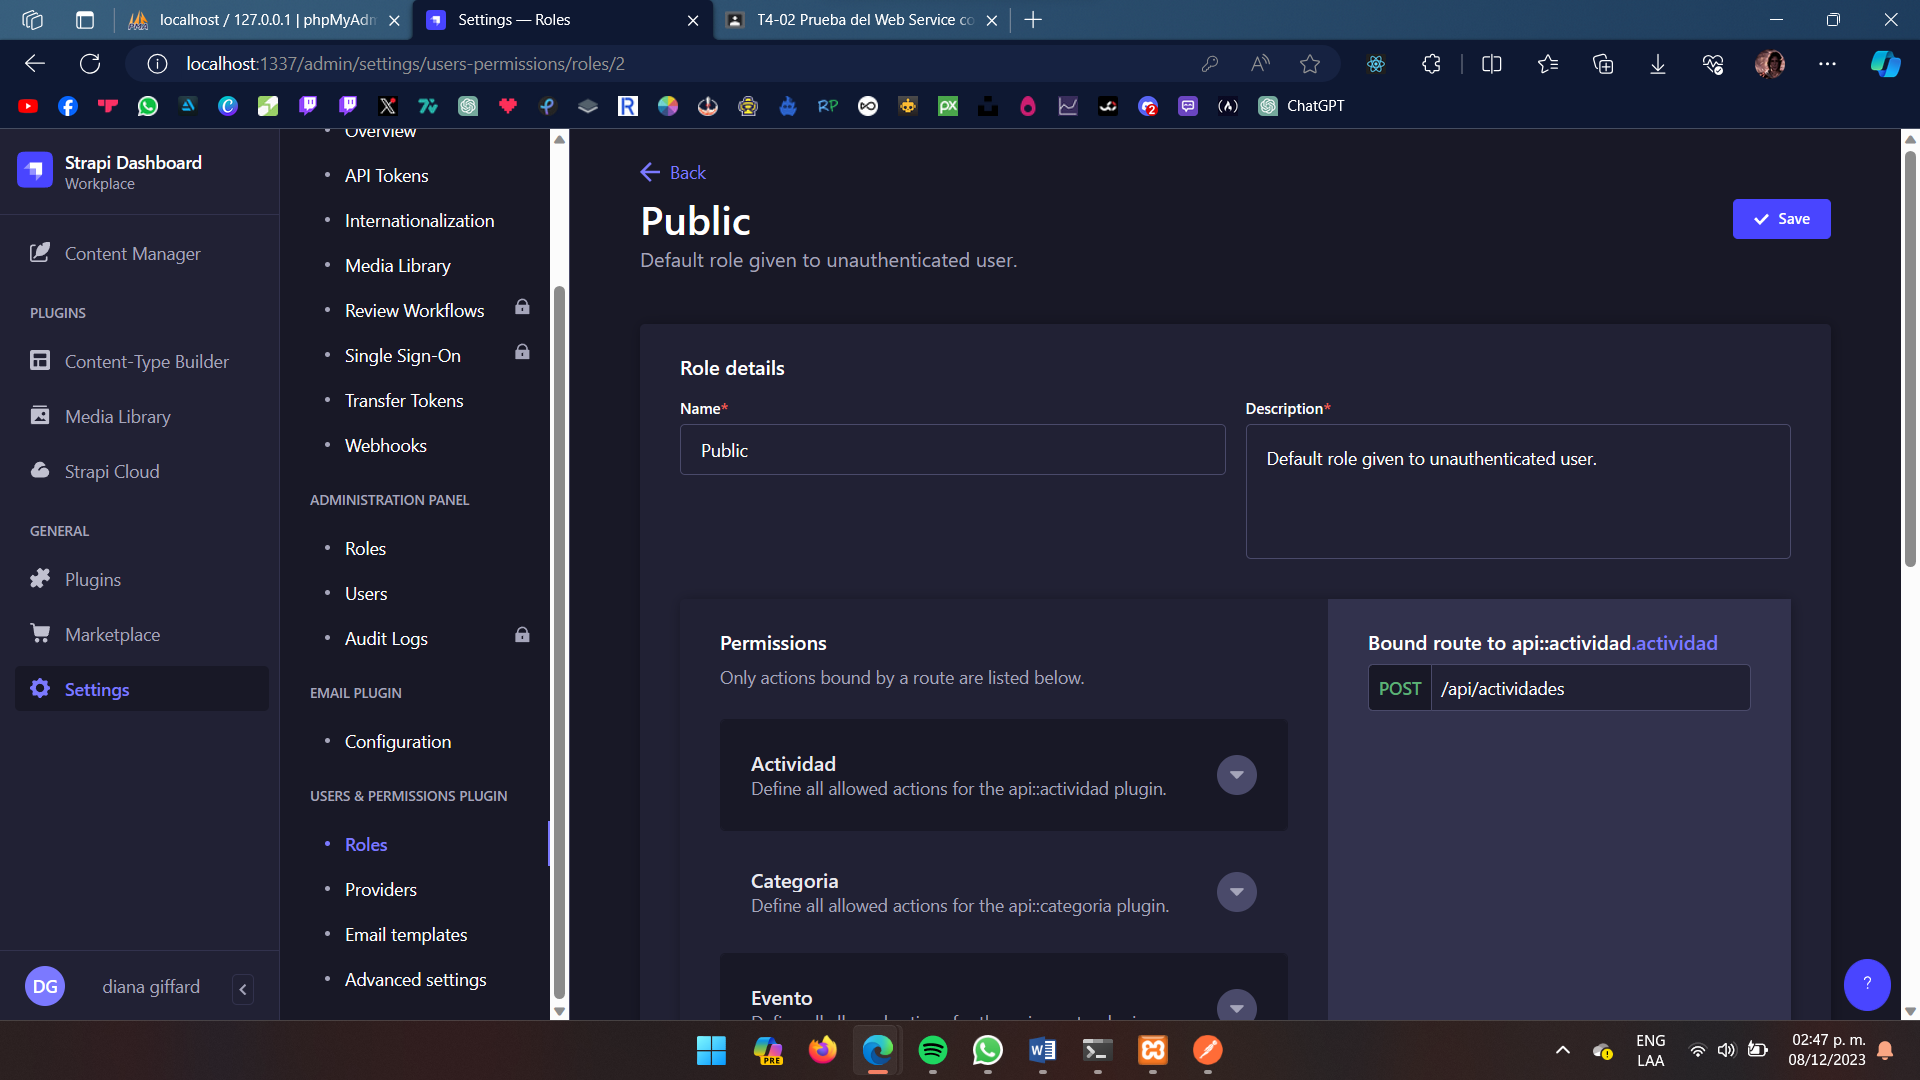 localhost / 127.0.0.1 | phpMyAdm
Settings — Roles
T4-02 Prueba del Web Service co
localhost:1337/admin/settings/users-permissions/roles/2
ChatGPT
Strapi Dashboard
Workplace
Content Manager
PLUGINS
Content-Type Builder
Media Library
Strapi Cloud
GENERAL
Plugins
Marketplace
Settings
DG
diana giffard
Overview
API Tokens
Internationalization
Media Library
Review Workflows
Single Sign-On
Transfer Tokens
Webhooks
ADMINISTRATION PANEL
Roles
Users
Audit Logs
EMAIL PLUGIN
Configuration
USERS & PERMISSIONS PLUGIN
Roles
Providers
Email templates
Advanced settings
Back
Public
Default role given to unauthenticated user.
Save
Role details
Name*
Public
Description*
Default role given to unauthenticated user.
Permissions
Only actions bound by a route are listed below.
Actividad
Define all allowed actions for the api::actividad plugin.
Categoria
Define all allowed actions for the api::categoria plugin.
Evento
Bound route to api::actividad.actividad
POST /api/actividades
?
ENG
LAA
02:47 p. m.
08/12/2023